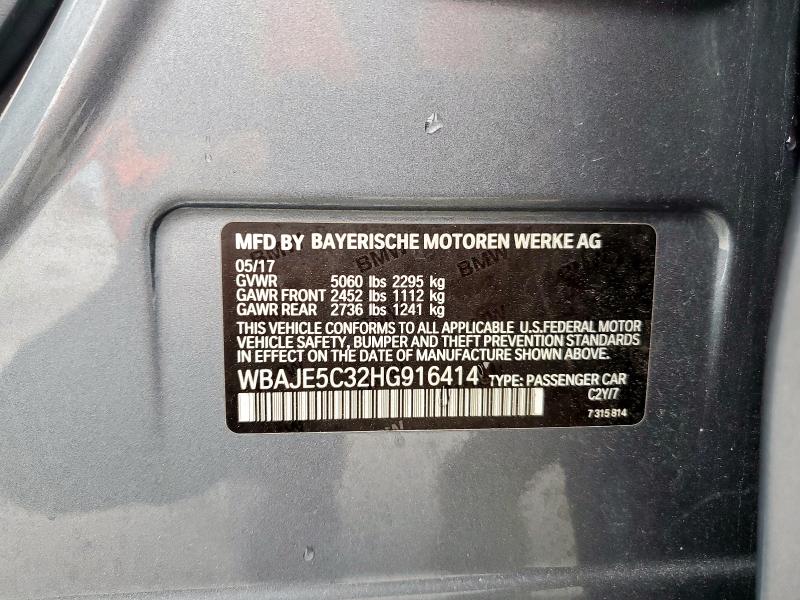 MFD BY BAYERISCHE MOTOREN WERKE AG
05/17
GVWR 5060 lbs 2295 kg
GAWR FRONT 2452 lbs 1112 kg
GAWR REAR 2736 lbs 1241 kg
THIS VEHICLE CONFORMS TO ALL APPLICABLE U.S.FEDERAL MOTOR
VEHICLE SAFETY, BUMPER AND THEFT PREVENTION STANDARDS
IN EFFECT ON THE DATE OF MANUFACTURE SHOWN ABOVE.
WBAJE5C32HG916414 TYPE: PASSENGER CAR
C2Y/7
7 315 814